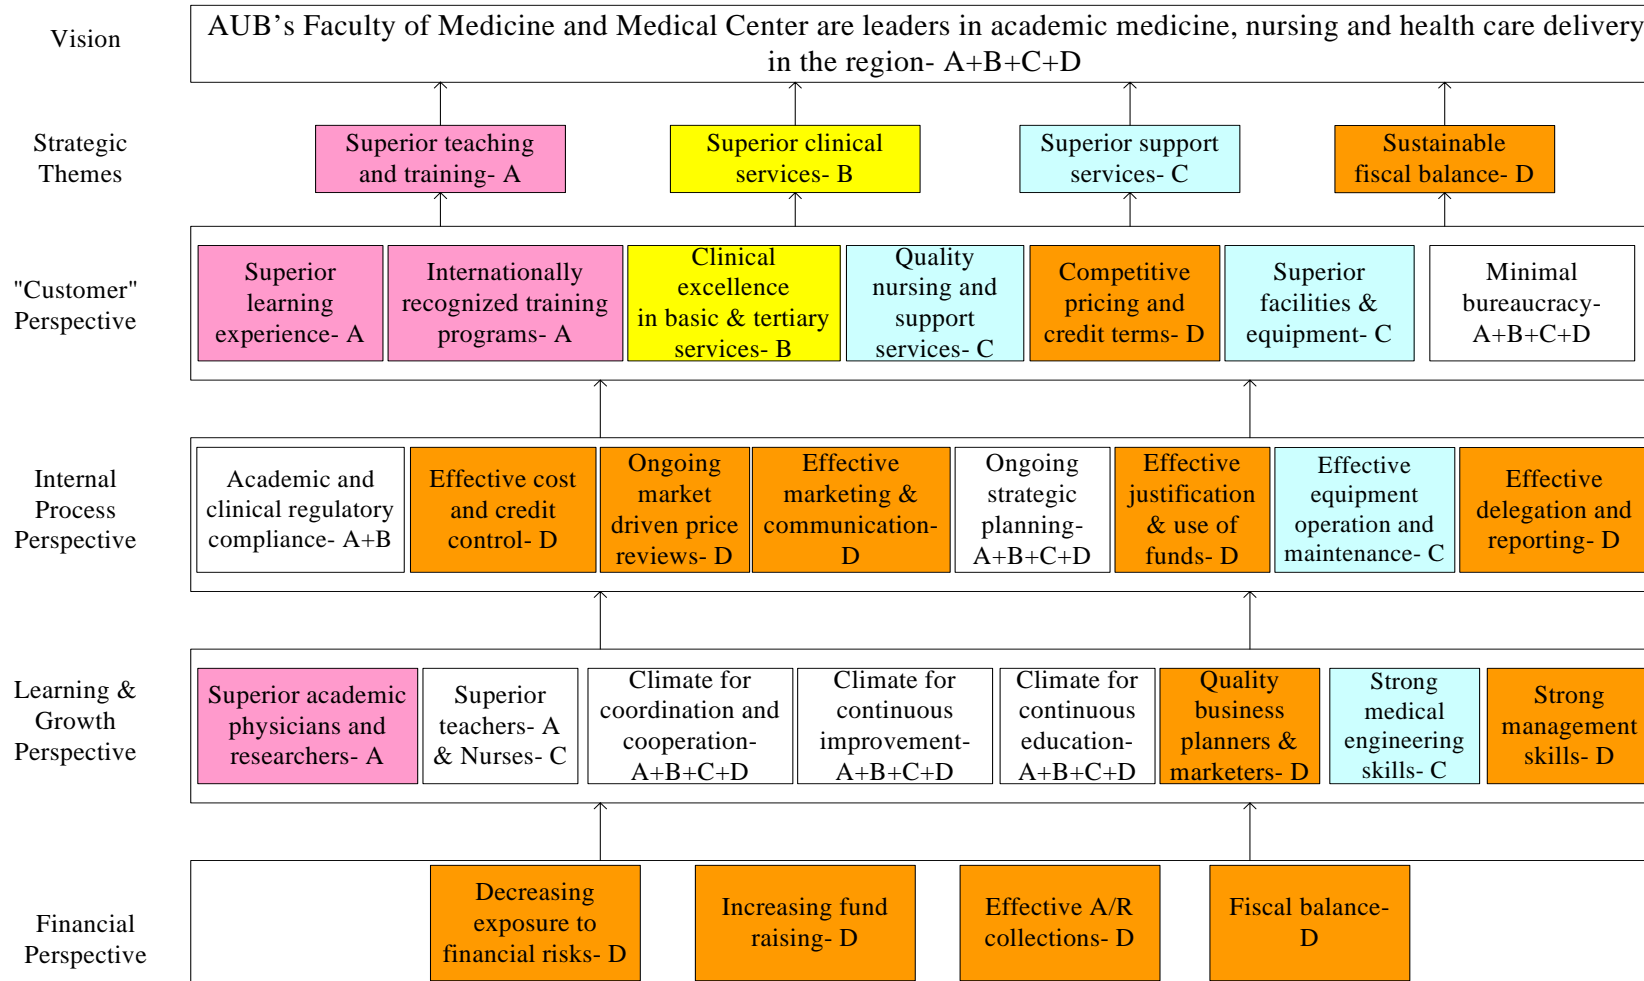 Vision
AUB's Faculty of Medicine and Medical Center are leaders in academic medicine, nursing and health care delivery
in the region- A+B+C+D
Strategic
Themes
Superior teaching
and training- A
Superior clinical
services- B
Superior support
services- C
Sustainable
fiscal balance- D
"Customer"
Perspective
Superior
learning
experience- A
Internationally
recognized training
programs- A
Clinical
excellence
in basic & tertiary
services- B
Quality
nursing and
support
services- C
Competitive
pricing and
credit terms- D
Superior
facilities &
equipment- C
Minimal
bureaucracy-
A+B+C+D
Internal
Process
Perspective
Academic and
clinical regulatory
compliance- A+B
Effective cost
and credit
control- D
Ongoing
market
driven price
reviews- D
Effective
marketing &
communication-
D
Ongoing
strategic
planning-
A+B+C+D
Effective
justification
& use of
funds- D
Effective
equipment
operation and
maintenance- C
Effective
delegation and
reporting- D
Learning &
Growth
Perspective
Superior academic
physicians and
researchers- A
Superior
teachers- A
& Nurses- C
Climate for
coordination and
cooperation-
A+B+C+D
Climate for
continuous
improvement-
A+B+C+D
Climate for
continuous
education-
A+B+C+D
Quality
business
planners &
marketers- D
Strong
medical
engineering
skills- C
Strong
management
skills- D
Financial
Perspective
Decreasing
exposure to
financial risks- D
Increasing fund
raising- D
Effective A/R
collections- D
Fiscal balance-
D